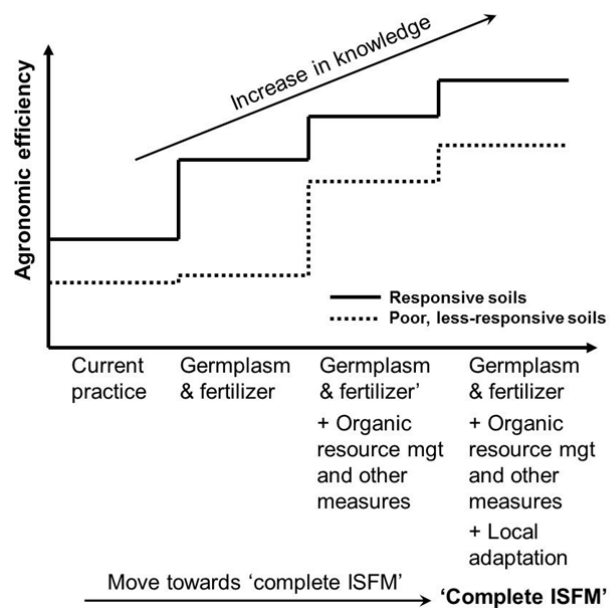 Increase in knowledge
Agronomic efficiency
Responsive soils
Poor, less-responsive soils
Current
practice
Germplasm
& fertilizer
Germplasm
& fertilizer’
+ Organic
resource mgt
and other
measures
Germplasm
& fertilizer
+ Organic
resource mgt
and other
measures
+ Local
adaptation
Move towards ‘complete ISFM’
‘Complete ISFM’